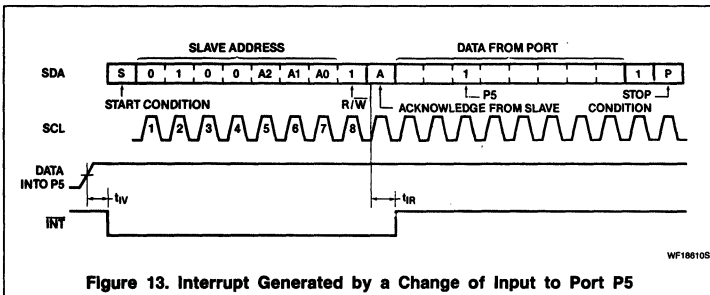 SLAVE ADDRESS
DATA FROM PORT
SDA
S 0 1 0 0 A2 A1 A0 1 A 1 1 P
P5
START CONDITION
R/W
ACKNOWLEDGE FROM SLAVE
STOP
CONDITION
SCL
1 2 3 4 5 6 7 8
DATA
INTO P5
tIV
tIR
INT
WF18610S
Figure 13. Interrupt Generated by a Change of Input to Port P5